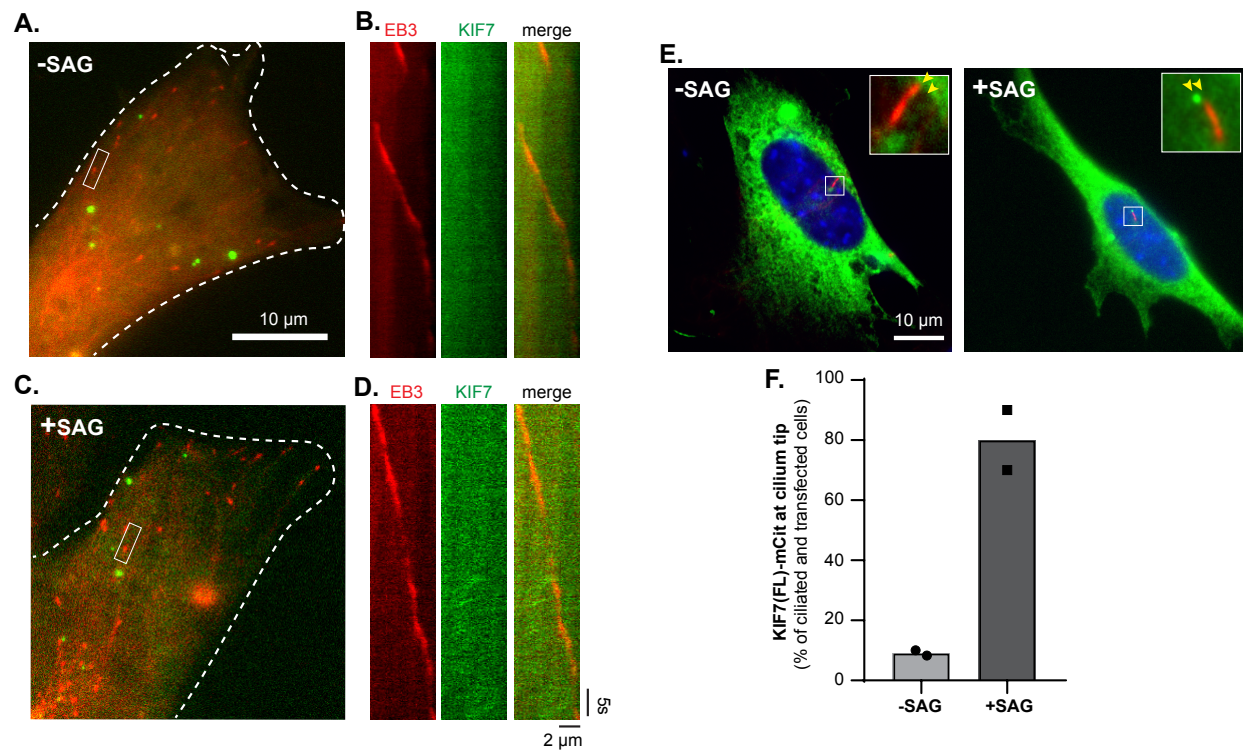 A.
-SAG
10 µm
B.
EB3 KIF7 merge
C.
+SAG
D.
EB3 KIF7 merge
5s
2 µm
E.
-SAG
10 µm
+SAG
F.
KIF7(FL)-mCit at cilium tip
(% of ciliated and transfected cells)
100
80
60
40
20
0
-SAG +SAG